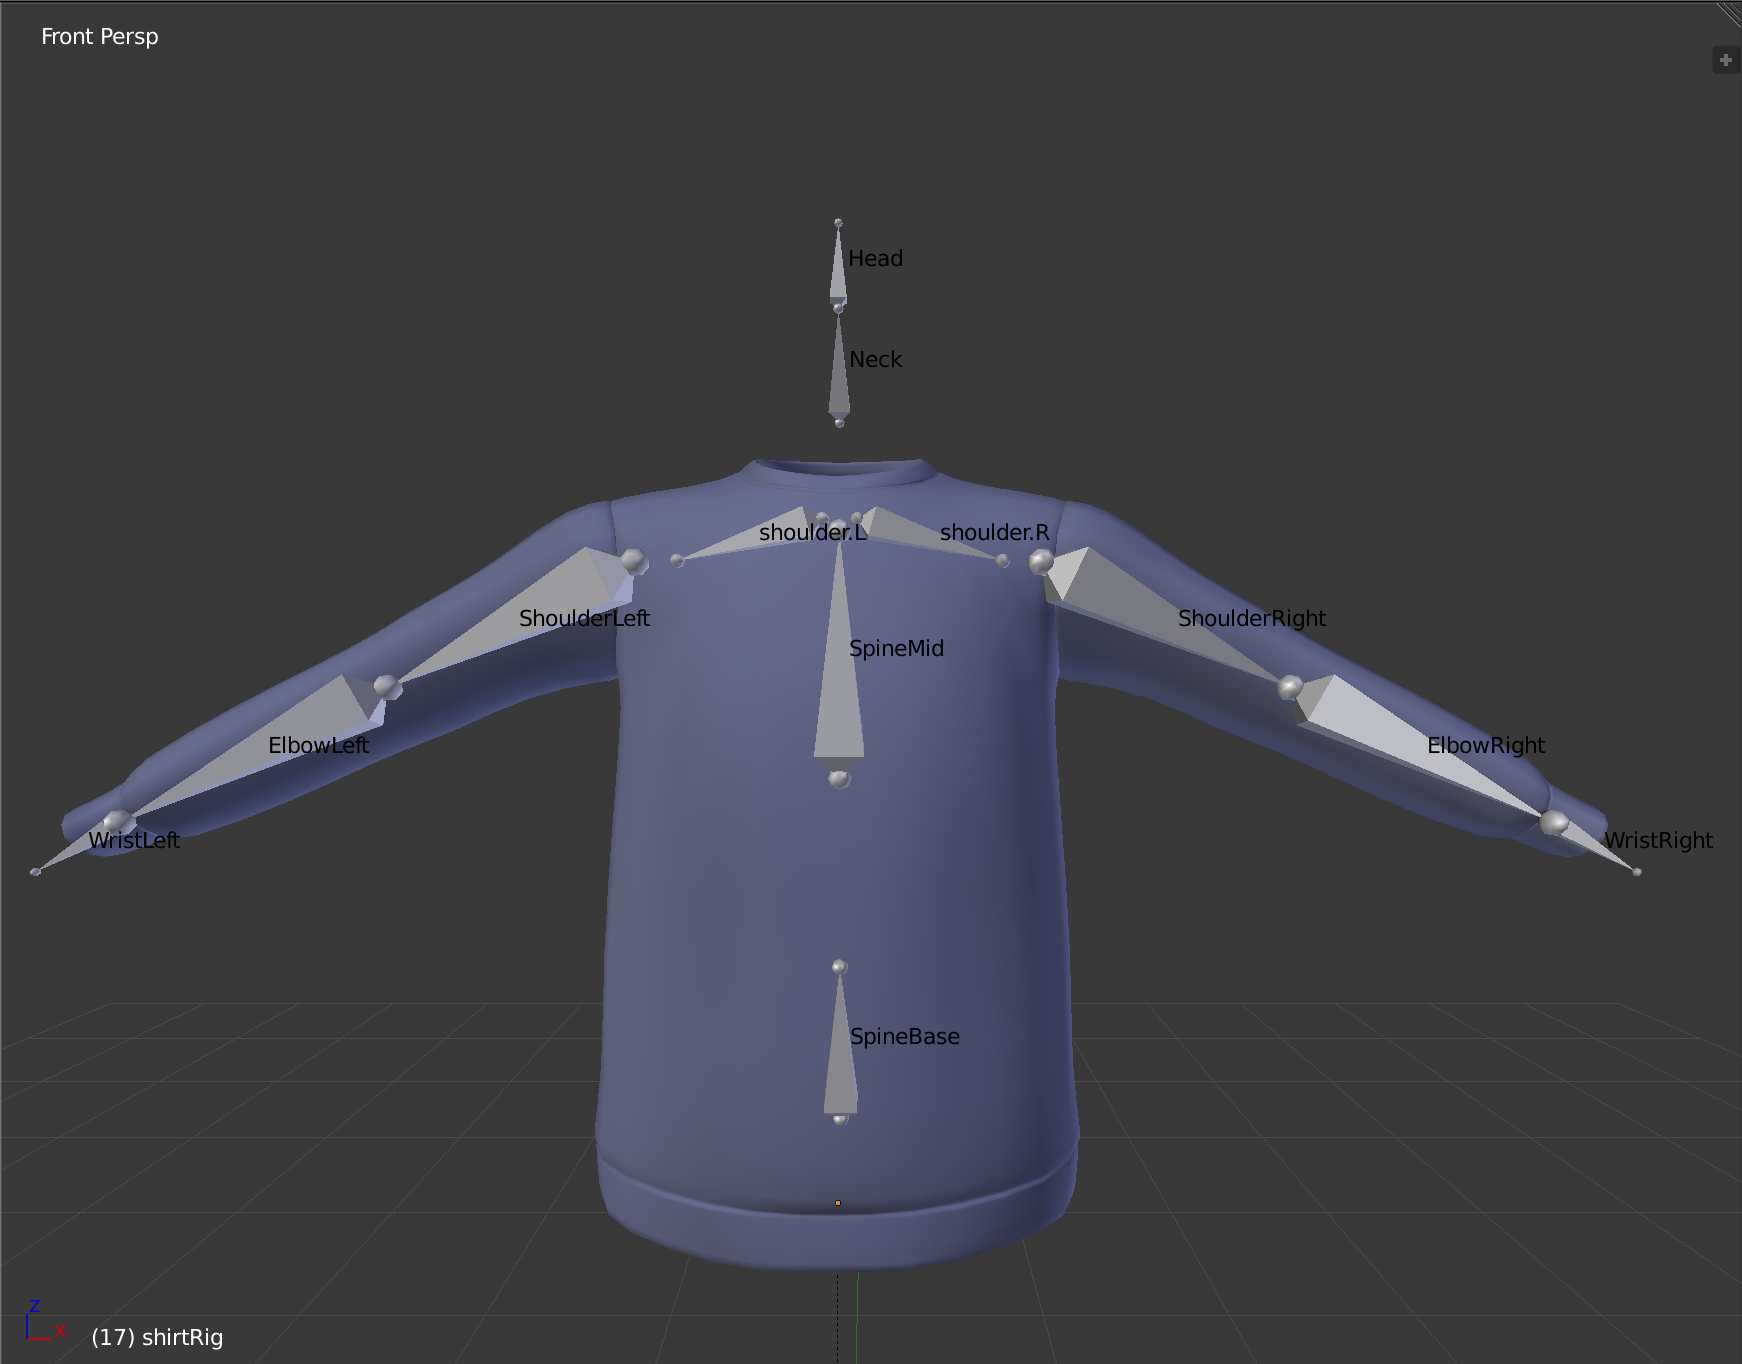 Front Persp
Head
Neck
shoulder.L
shoulder.R
ShoulderLeft
ShoulderRight
SpineMid
ElbowLeft
ElbowRight
WristLeft
WristRight
SpineBase
Z
X
(17) shirtRig